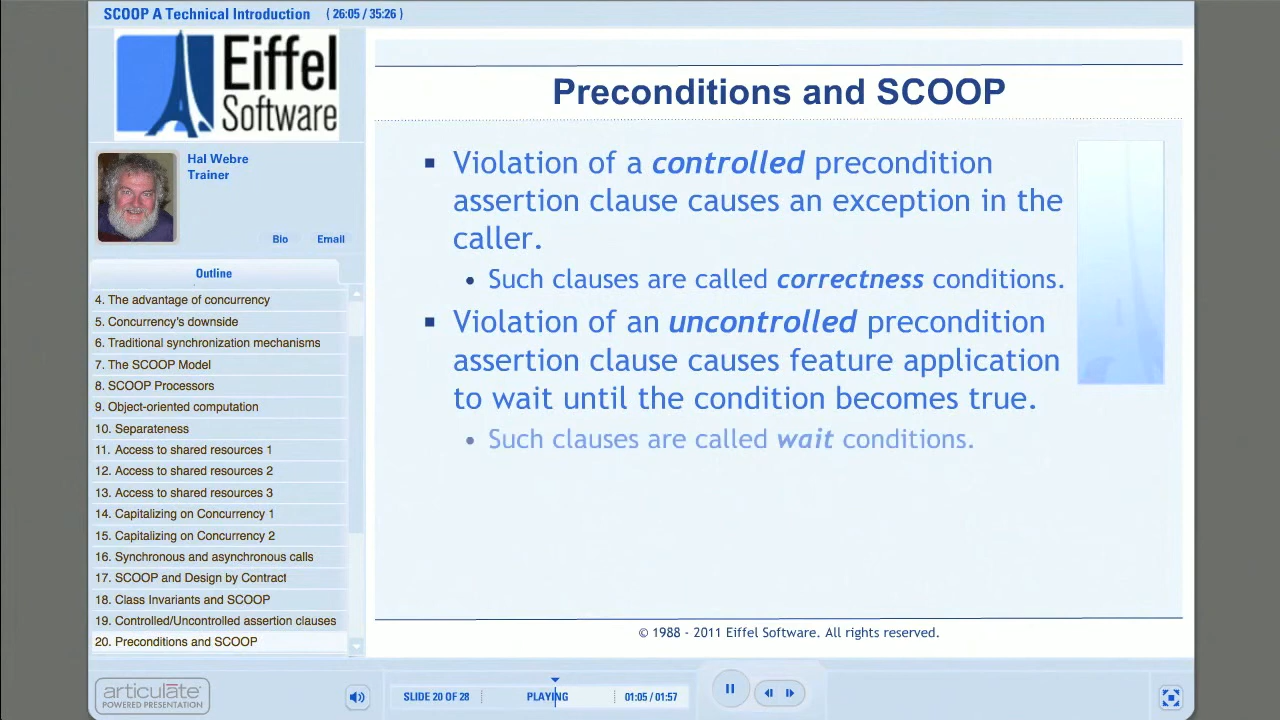 SCOOP A Technical Introduction ( 26:05 / 35:26 )
Eiffel
Software
Hal Webre
Trainer
Bio Email
Outline
4. The advantage of concurrency
5. Concurrency's downside
6. Traditional synchronization mechanisms
7. The SCOOP Model
8. SCOOP Processors
9. Object-oriented computation
10. Separateness
11. Access to shared resources 1
12. Access to shared resources 2
13. Access to shared resources 3
14. Capitalizing on Concurrency 1
15. Capitalizing on Concurrency 2
16. Synchronous and asynchronous calls
17. SCOOP and Design by Contract
18. Class Invariants and SCOOP
19. Controlled/Uncontrolled assertion clauses
20. Preconditions and SCOOP
Preconditions and SCOOP
▪ Violation of a controlled precondition
assertion clause causes an exception in the
caller.
• Such clauses are called correctness conditions.
▪ Violation of an uncontrolled precondition
assertion clause causes feature application
to wait until the condition becomes true.
• Such clauses are called wait conditions.
© 1988 - 2011 Eiffel Software. All rights reserved.
articulate
POWERED PRESENTATION
SLIDE 20 OF 28 PLAYING 01:05 / 01:57